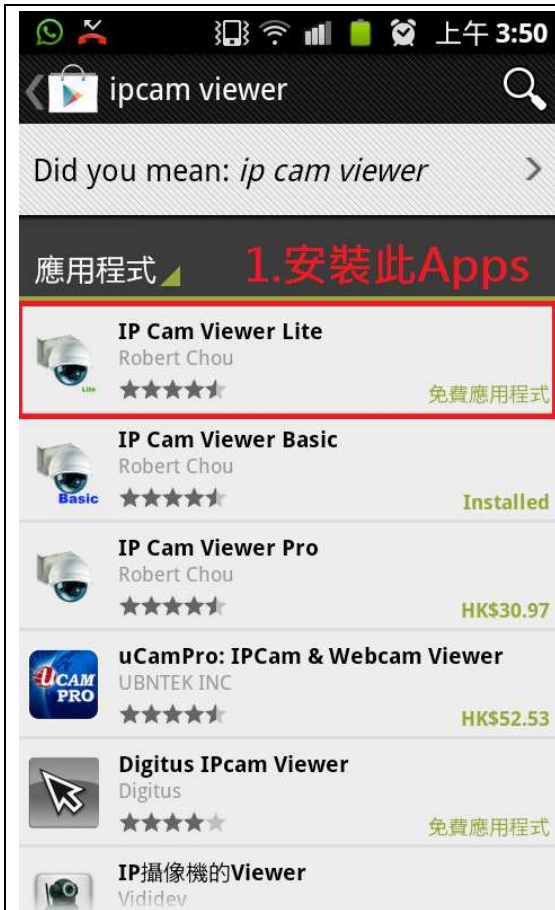 上午 3:50
ipcam viewer
Did you mean: ip cam viewer
應用程式
1.安裝此Apps
IP Cam Viewer Lite
Robert Chou
Lite
免費應用程式
IP Cam Viewer Basic
Robert Chou
Basic
Installed
IP Cam Viewer Pro
Robert Chou
HK$30.97
uCamPro: IPCam & Webcam Viewer
UCAM
PRO
UBNTEK INC
HK$52.53
Digitus IPcam Viewer
Digitus
免費應用程式
IP攝像機的Viewer
Vididev